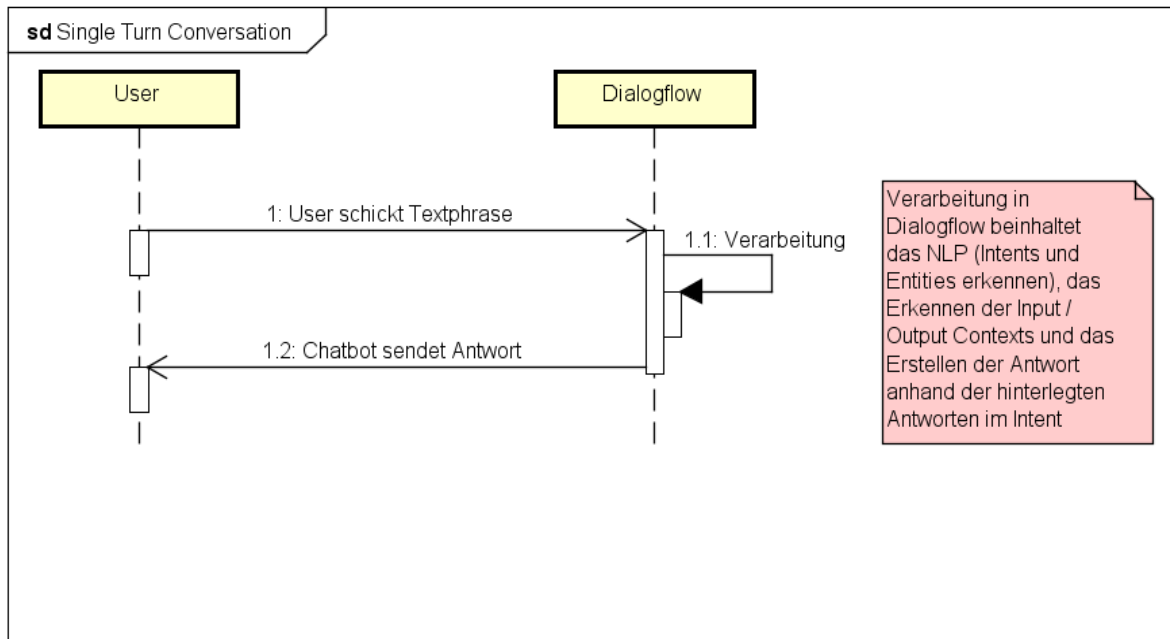 sd Single Turn Conversation
User
Dialogflow
1: User schickt Textphrase
1.1: Verarbeitung
1.2: Chatbot sendet Antwort
Verarbeitung in
Dialogflow beinhaltet
das NLP (Intents und
Entities erkennen), das
Erkennen der Input /
Output Contexts und das
Erstellen der Antwort
anhand der hinterlegten
Antworten im Intent